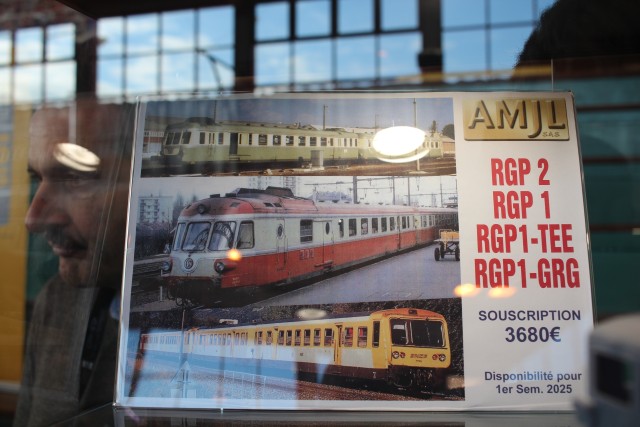 AMJL
SAS
RGP 2
RGP 1
RGP1-TEE
RGP1-GRG
SOUSCRIPTION
3680€
Disponibilité pour
1er Sem. 2025